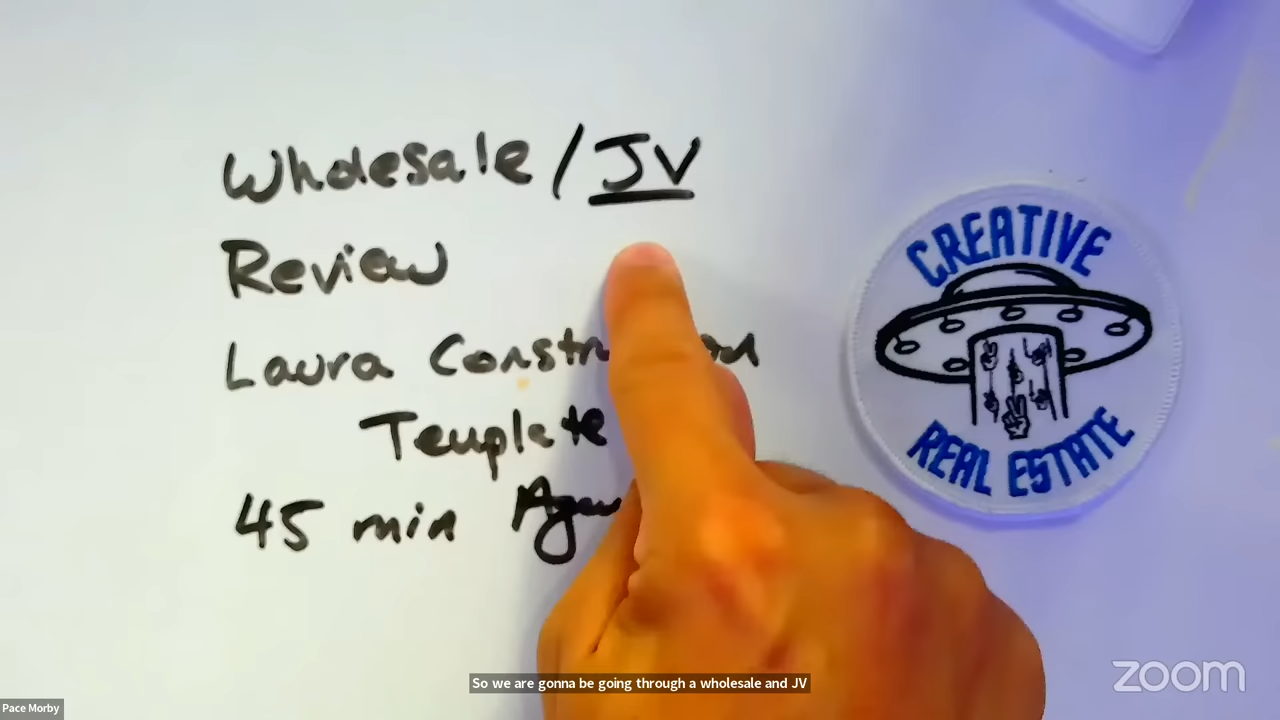 Wholesale / JV
Review
Laura
Template
45 min
CREATIVE
REAL ESTATE
So we are gonna be going through a wholesale and JV
zoom
Pace Morby